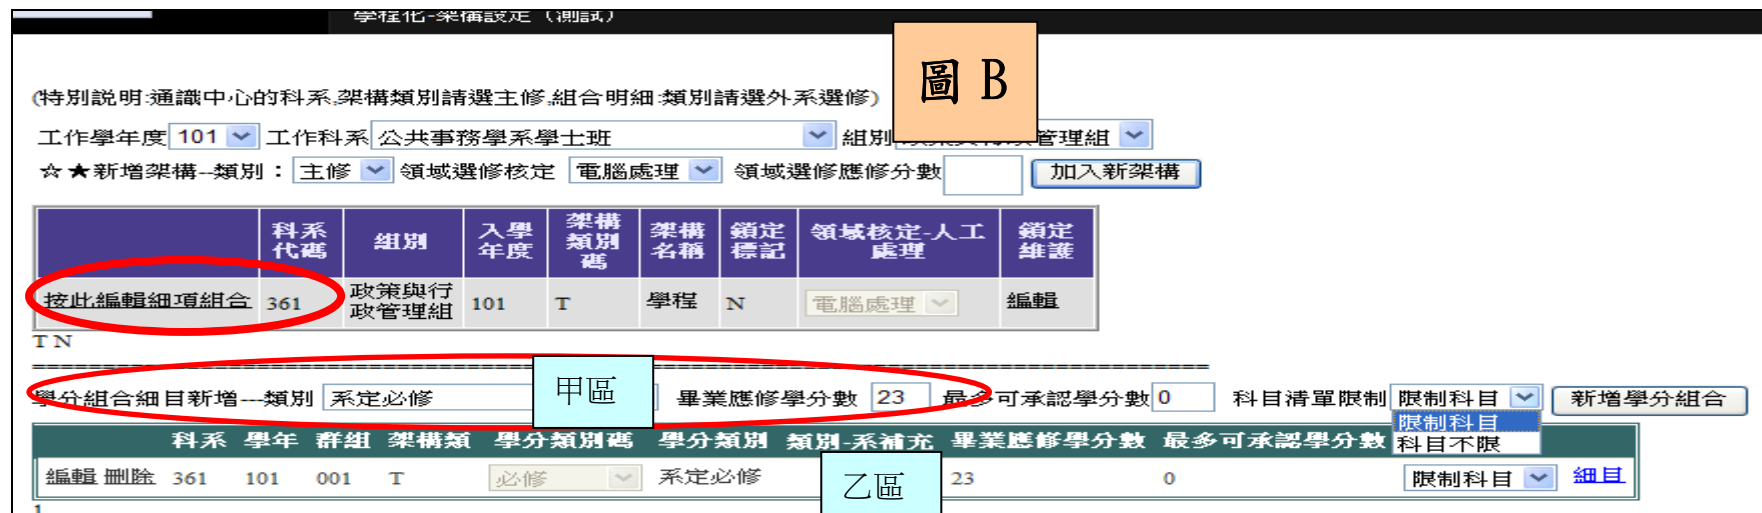 學程化-架構設定 (測試)
圖 B
(特別說明:通識中心的科系,架構類別請選主修,組合明細:類別請選外系選修)
工作學年度 101 工作科系 公共事務學系學士班 組別 管理組
☆★新增架構--類別： 主修 領域選修核定 電腦處理 領域選修應修分數 加入新架構
科系代碼 組別 入學年度 架構類別碼 架構名稱 鎖定標記 領域核定-人工處理 鎖定維護
按此編輯細項組合 361 政策與行政管理組 101 T 學程 N 電腦處理 編輯
T N
甲區
學分組合細目新增---類別 系定必修 畢業應修學分數 23 最多可承認學分數 0 科目清單限制 限制科目 新增學分組合
限制科目
科目不限
科系 學年 群組 架構類 學分類別碼 學分類別 類別-系補充 畢業應修學分數 最多可承認學分數
編輯 刪除 361 101 001 T 必修 系定必修 23 0 限制科目 細目
乙區
1